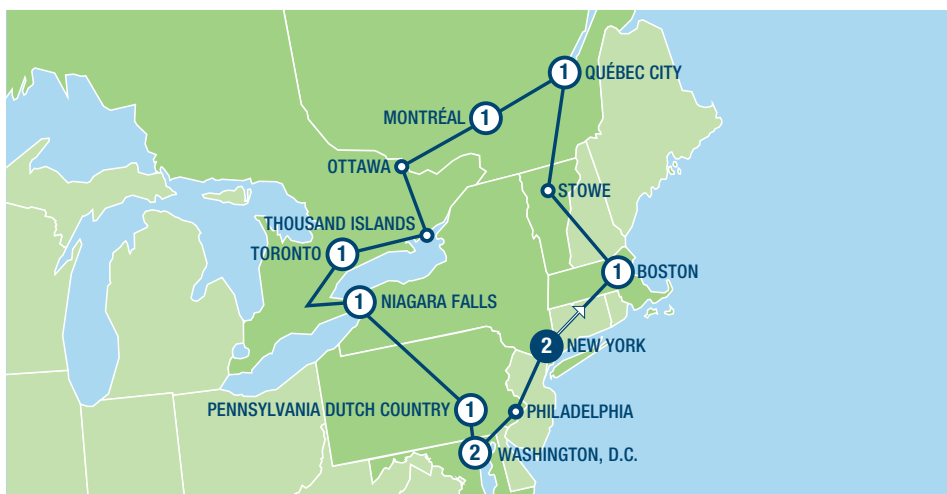 1 QUÉBEC CITY
MONTRÉAL 1
OTTAWA
STOWE
THOUSAND ISLANDS
TORONTO 1
1 BOSTON
1 NIAGARA FALLS
2 NEW YORK
PENNSYLVANIA DUTCH COUNTRY 1
PHILADELPHIA
2 WASHINGTON, D.C.